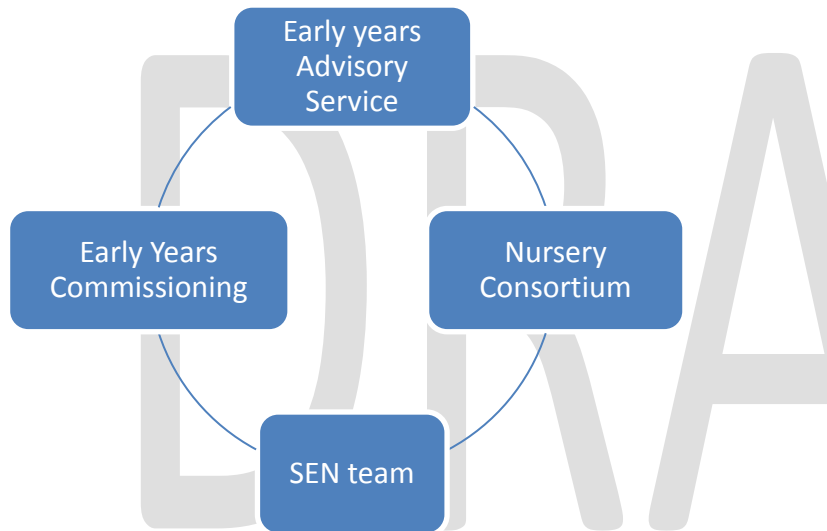 Early years
Advisory
Service
Early Years
Commissioning
Nursery
Consortium
SEN team
DRA